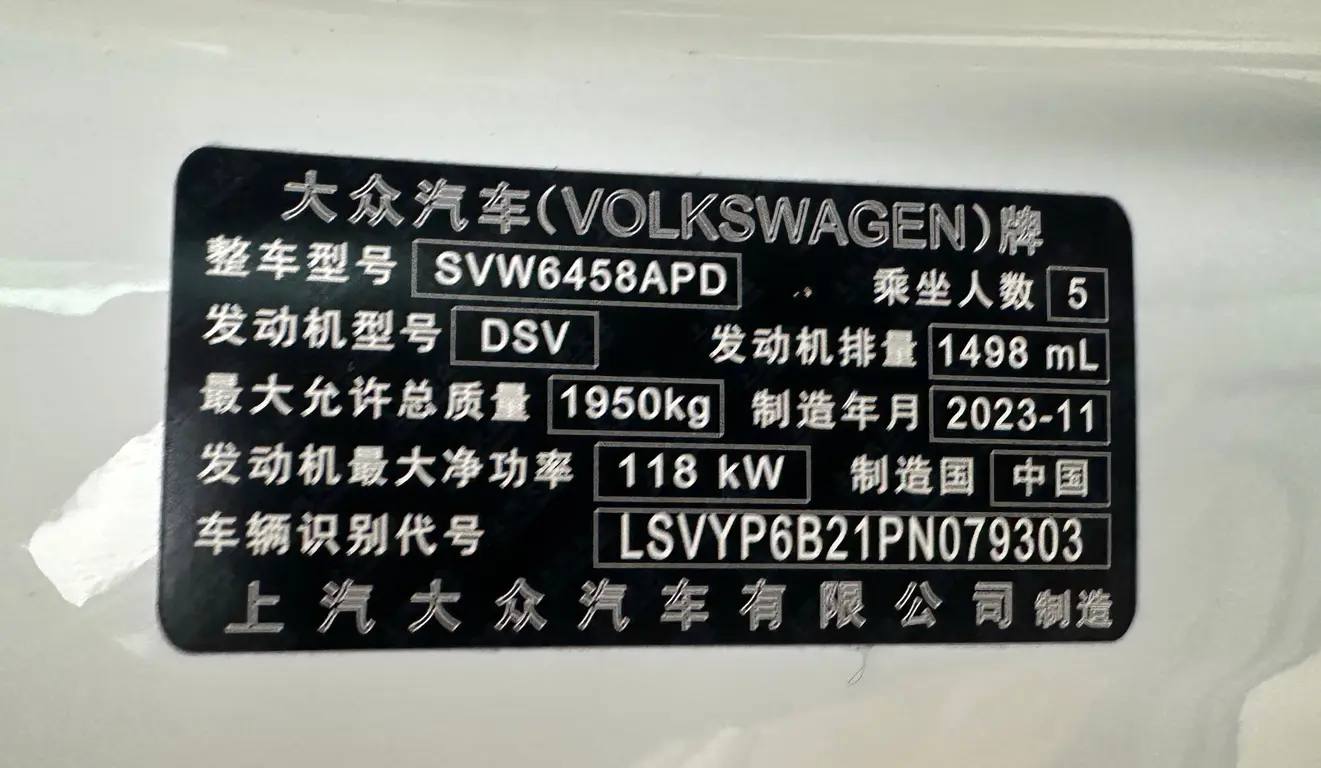 大众汽车(VOLKSWAGEN)牌
整车型号 SVW6458APD 乘坐人数 5
发动机型号 DSV 发动机排量 1498 mL
最大允许总质量 1950kg 制造年月 2023-11
发动机最大净功率 118 kW 制造国 中国
车辆识别代号 LSVYP6B21PN079303
上汽大众汽车有限公司 制造